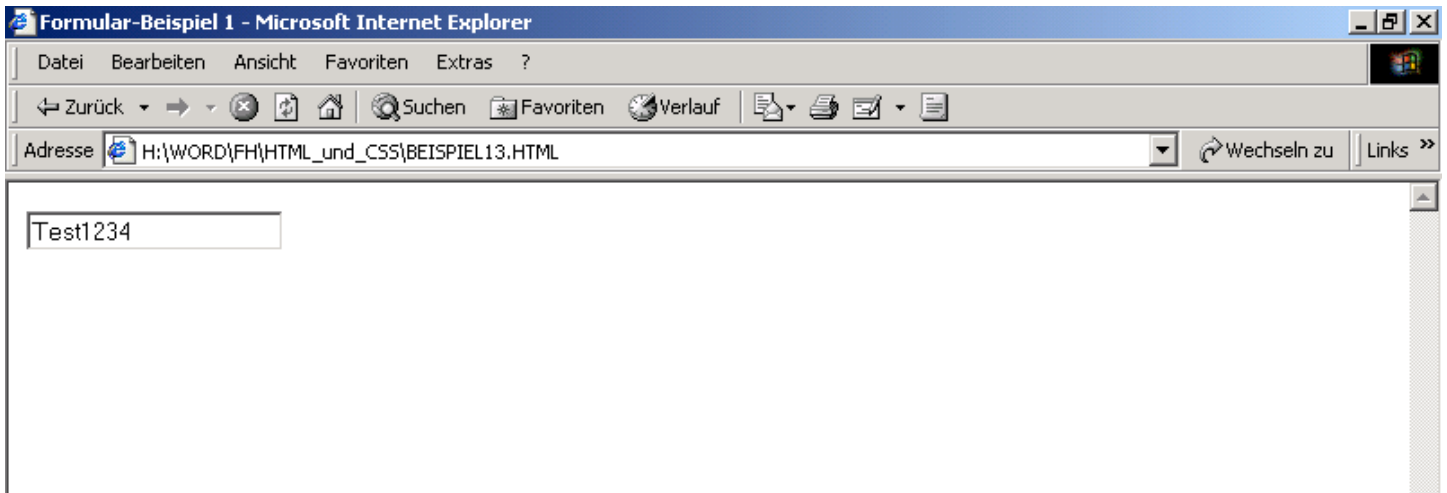 Formular-Beispiel 1 - Microsoft Internet Explorer
Datei Bearbeiten Ansicht Favoriten Extras ?
Zurück Suchen Favoriten Verlauf
Adresse H:\WORD\FH\HTML_und_CSS\BEISPIEL13.HTML Wechseln zu Links »
Test1234